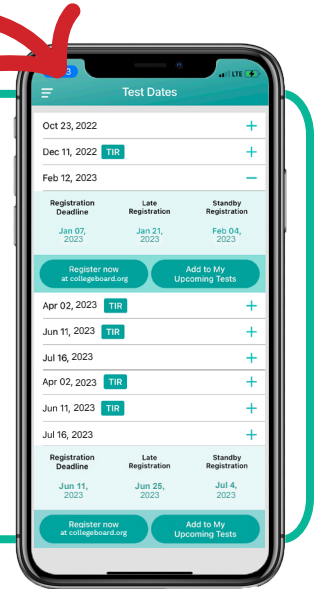 3
LTE
Test Dates
Oct 23, 2022
Dec 11, 2022 TIR
Feb 12, 2023
Registration Deadline Late Registration Standby Registration
Jan 07, 2023 Jan 21, 2023 Feb 04, 2023
Register now at collegeboard.org Add to My Upcoming Tests
Apr 02, 2023 TIR
Jun 11, 2023 TIR
Jul 16, 2023
Apr 02, 2023 TIR
Jun 11, 2023 TIR
Jul 16, 2023
Registration Deadline Late Registration Standby Registration
Jun 11, 2023 Jun 25, 2023 Jul 4, 2023
Register now at collegeboard.org Add to My Upcoming Tests